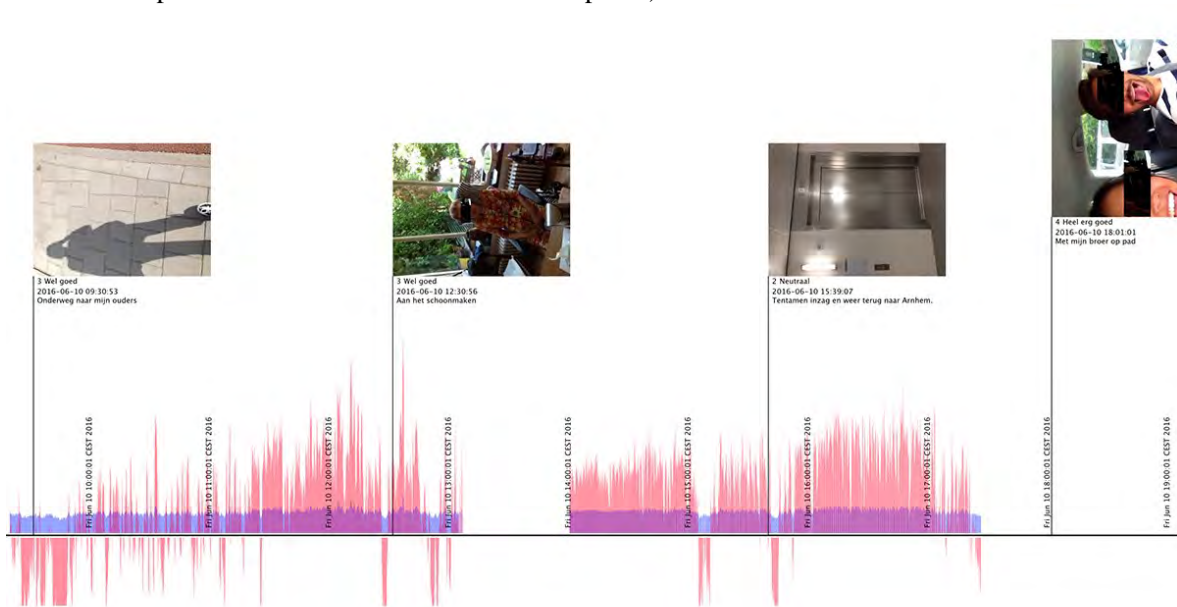 3 Wel goed
2016-06-10 09:30:53
Onderweg naar mijn ouders
3 Wel goed
2016-06-10 12:30:56
Aan het schoonmaken
2 Neutraal
2016-06-10 15:39:07
Tentamen inzag en weer terug naar Arnhem.
4 Heel erg goed
2016-06-10 18:01:01
Met mijn broer op pad
Fri Jun 10 10:00:01 CEST 2016
Fri Jun 10 11:00:01 CEST 2016
Fri Jun 10 12:00:01 CEST 2016
Fri Jun 10 13:00:01 CEST 2016
Fri Jun 10 14:00:01 CEST 2016
Fri Jun 10 15:00:01 CEST 2016
Fri Jun 10 16:00:01 CEST 2016
Fri Jun 10 17:00:01 CEST 2016
Fri Jun 10 18:00:01 CEST 2016
Fri Jun 10 19:00:01 CEST 2016